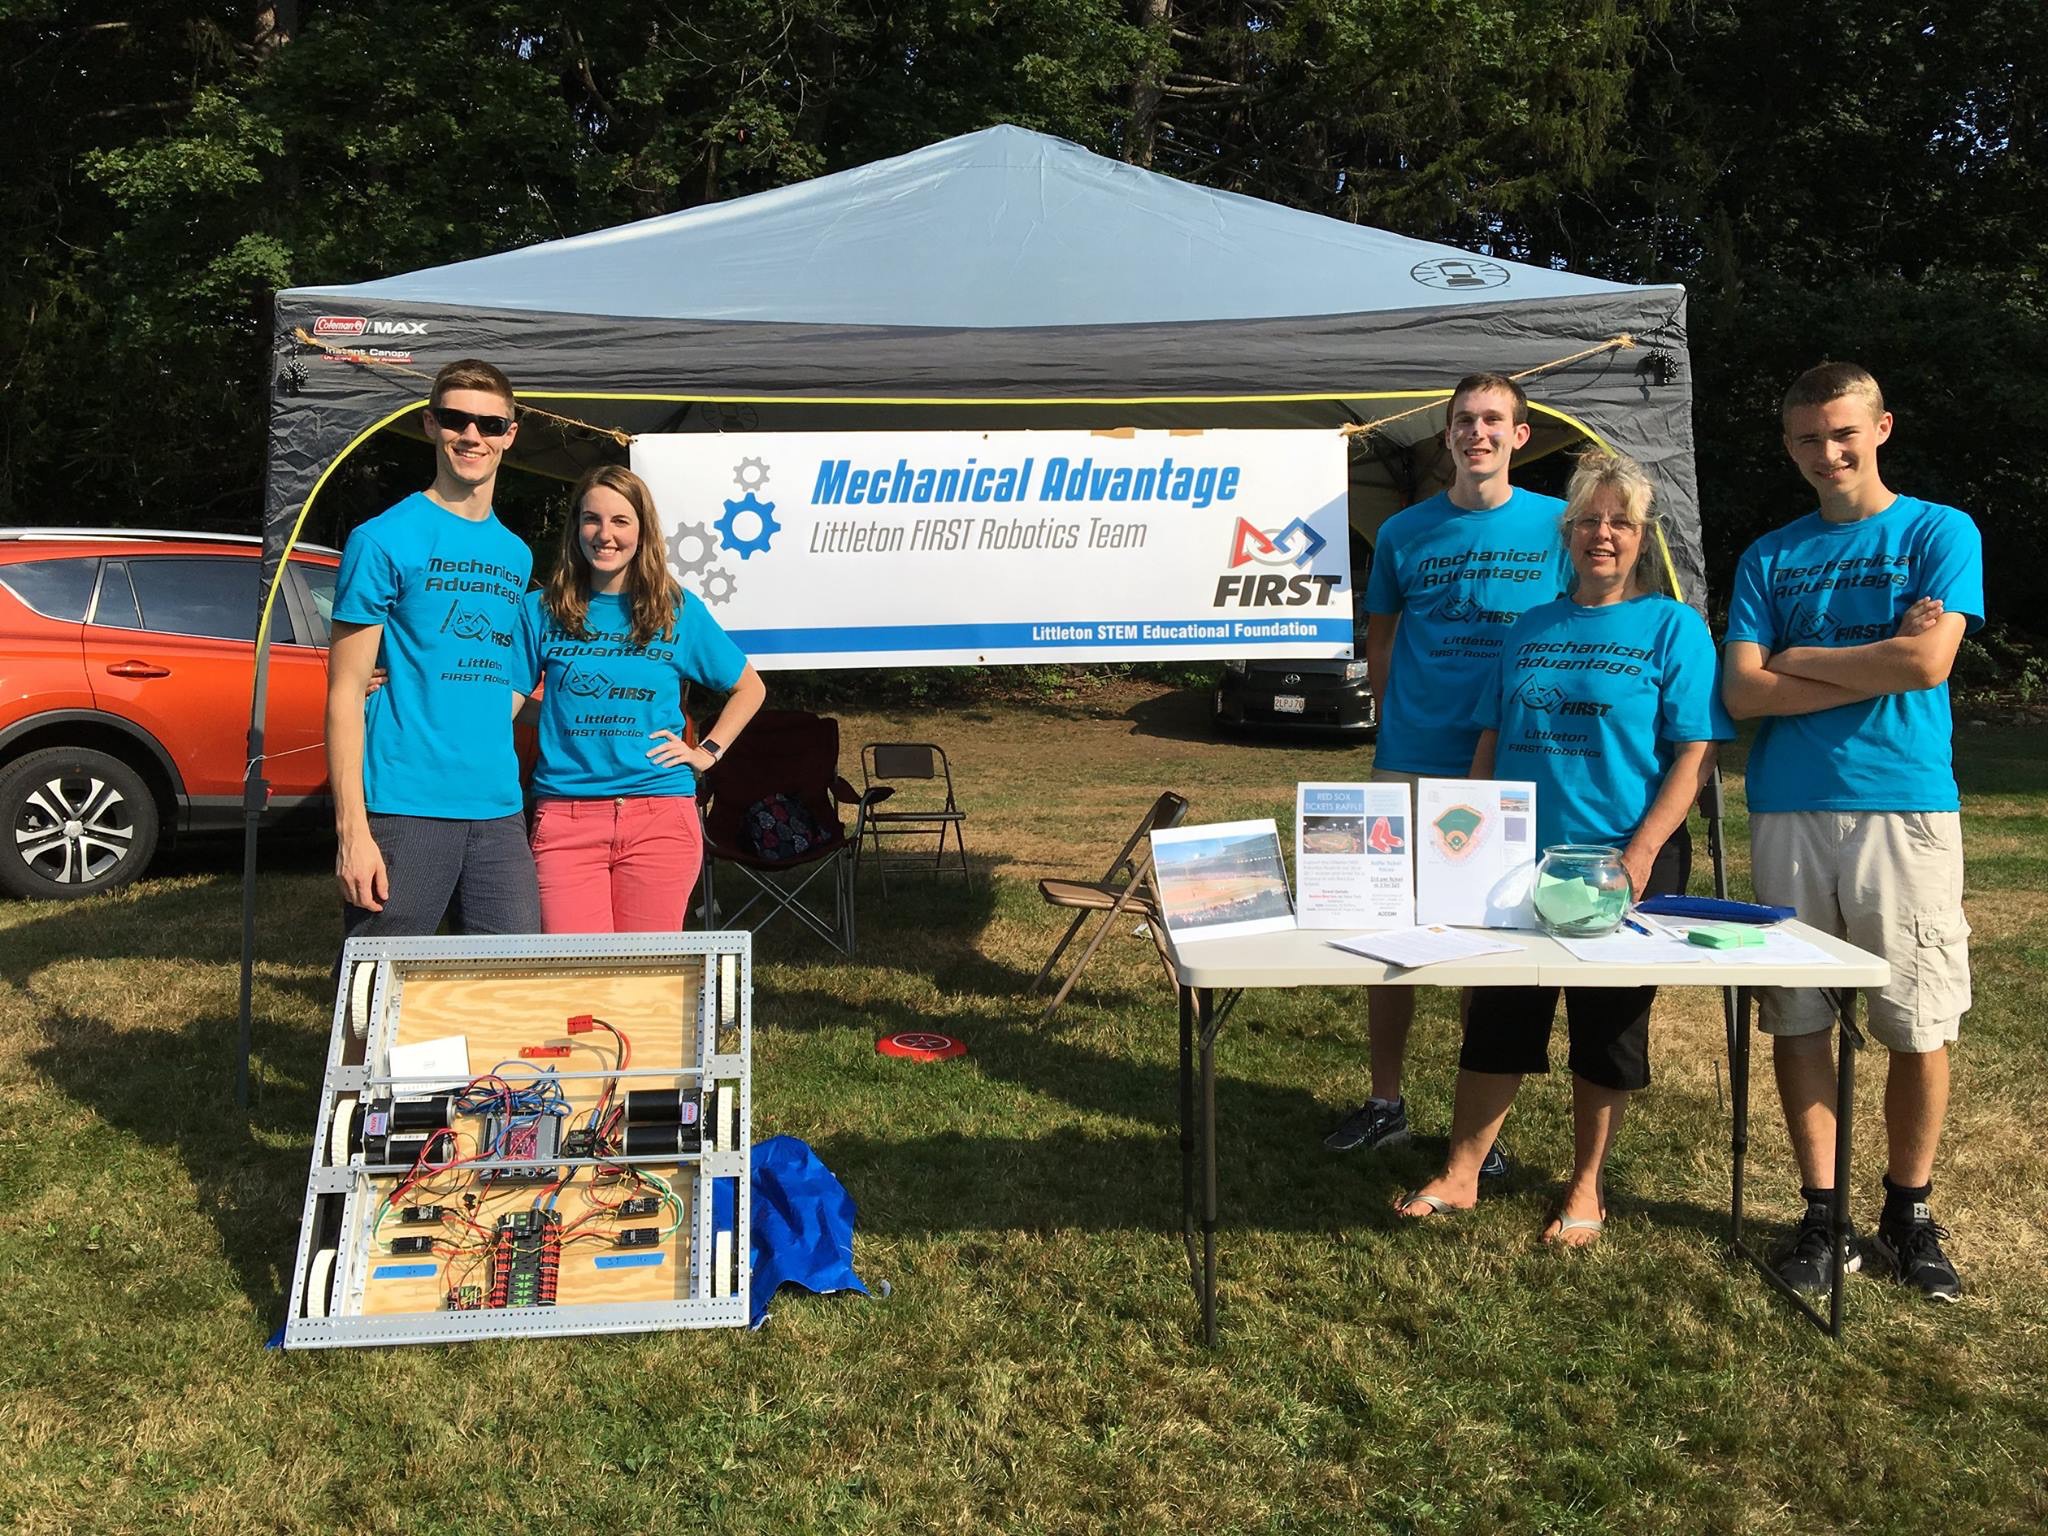 Coleman / MAX
Instant Canopy
Mechanical Advantage
Littleton FIRST Robotics Team
FIRST
Littleton STEM Educational Foundation
Mechanical
Advantage
FIRST
Littleton
FIRST Robotics
Mechanical
Advantage
FIRST
Littleton
FIRST Robotics
Mechanical
Advantage
FIRST
Littleton
FIRST Robot
Mechanical
Advantage
FIRST
Littleton
FIRST Robotics
Mechanical
Advantage
FIRST
2LPJ70
RED SOX
TICKETS RAFFLE